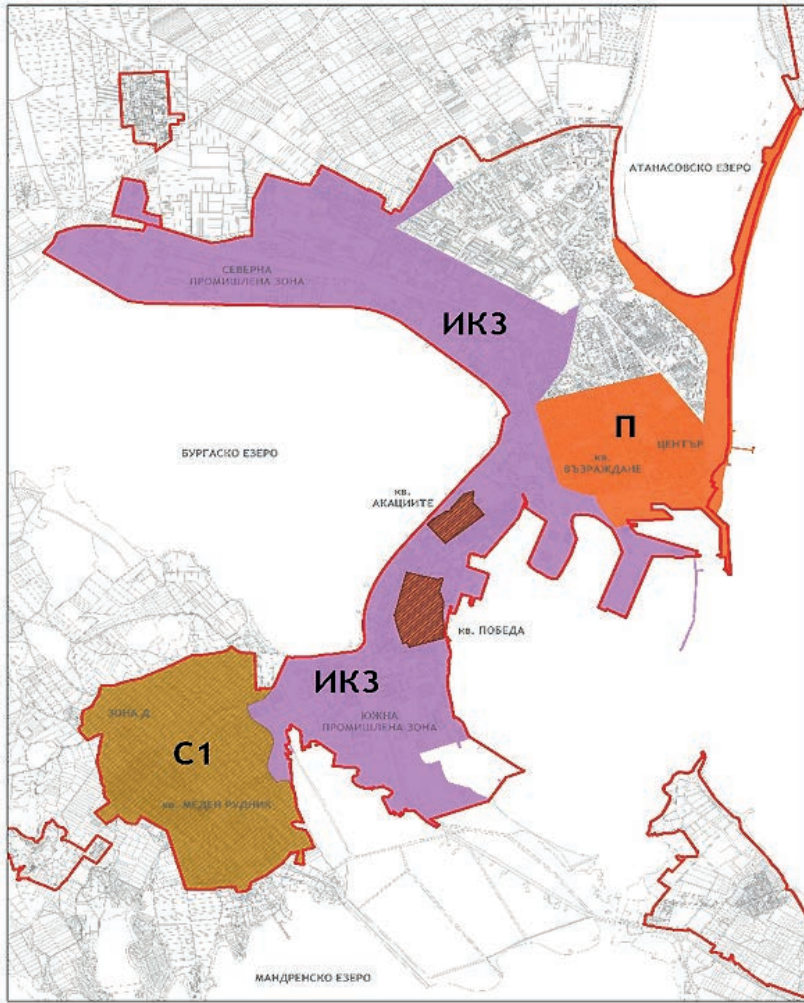 АТАНАСОВСКО ЕЗЕРО
СЕВЕРНА
ПРОМИШЛЕНА ЗОНА
ИКЗ
П
ЦЕНТЪР
кв.
ВЪЗРАЖДАНЕ
БУРГАСКО ЕЗЕРО
кв.
АКАЦИИТЕ
кв. ПОБЕДА
ИКЗ
ЗОНА Д
ЮЖНА
ПРОМИШЛЕНА ЗОНА
С1
кв. МЕДЕН РУДНИК
МАНДРЕНСКО ЕЗЕРО